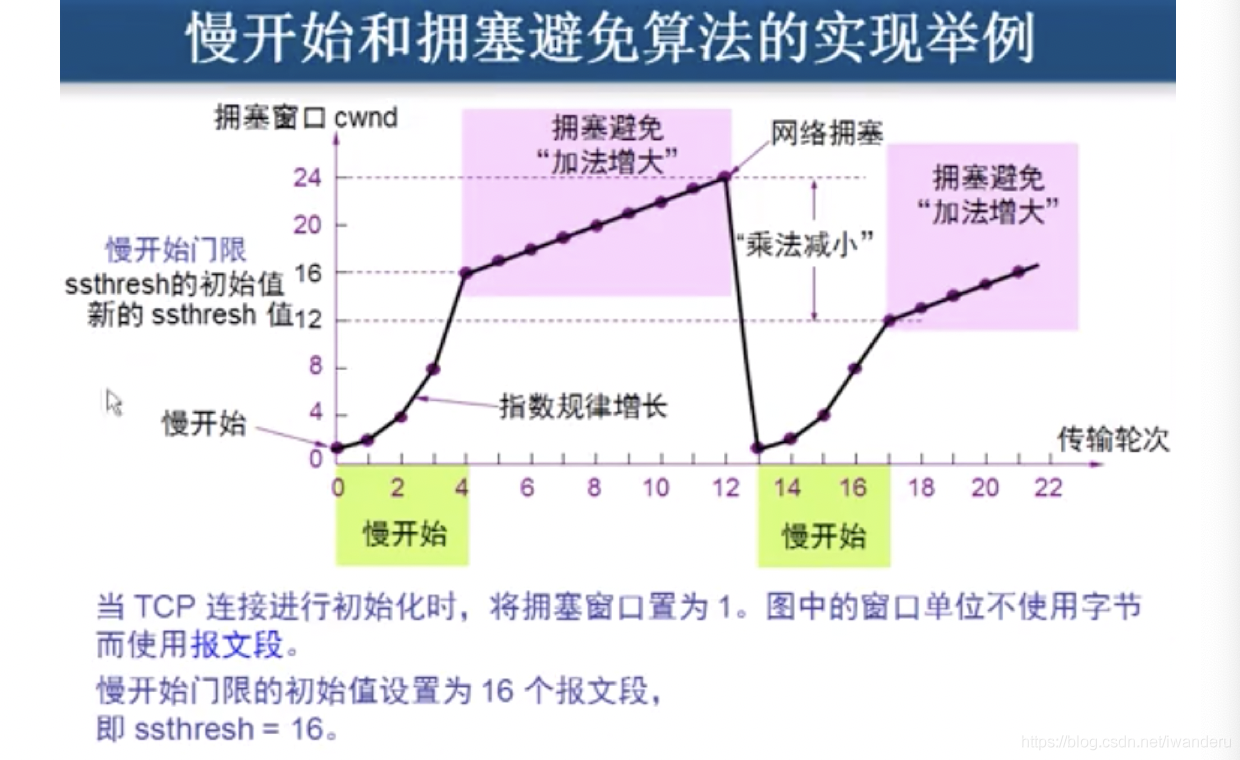 慢开始和拥塞避免算法的实现举例
拥塞窗口 cwnd
拥塞避免
“加法增大”
网络拥塞
拥塞避免
“加法增大”
24
20
16
12
8
4
0
慢开始门限
ssthresh的初始值
新的 ssthresh 值
“乘法减小”
指数规律增长
慢开始
传输轮次
0 2 4 6 8 10 12 14 16 18 20 22
慢开始
慢开始
当 TCP 连接进行初始化时，将拥塞窗口置为 1。图中的窗口单位不使用字节
而使用报文段。
慢开始门限的初始值设置为 16 个报文段，
即 ssthresh = 16。
https://blog.csdn.net/iwanderu